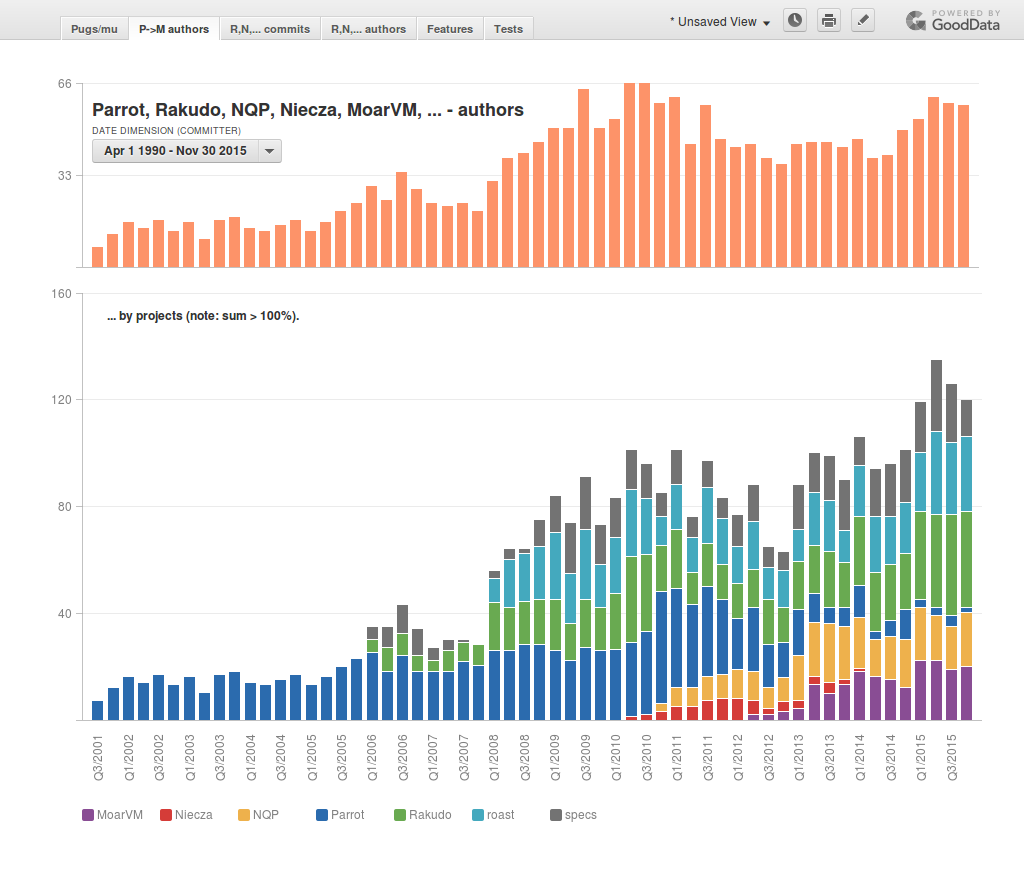 Pugs/mu P->M authors R,N,... commits R,N,... authors Features Tests * Unsaved View POWERED BY GoodData
66
Parrot, Rakudo, NQP, Niecza, MoarVM, ... - authors
DATE DIMENSION (COMMITTER)
Apr 1 1990 - Nov 30 2015
33
160
... by projects (note: sum > 100%).
120
80
40
Q3/2001 Q1/2002 Q3/2002 Q1/2003 Q3/2003 Q1/2004 Q3/2004 Q1/2005 Q3/2005 Q1/2006 Q3/2006 Q1/2007 Q3/2007 Q1/2008 Q3/2008 Q1/2009 Q3/2009 Q1/2010 Q3/2010 Q1/2011 Q3/2011 Q1/2012 Q3/2012 Q1/2013 Q3/2013 Q1/2014 Q3/2014 Q1/2015 Q3/2015
MoarVM Niecza NQP Parrot Rakudo roast specs